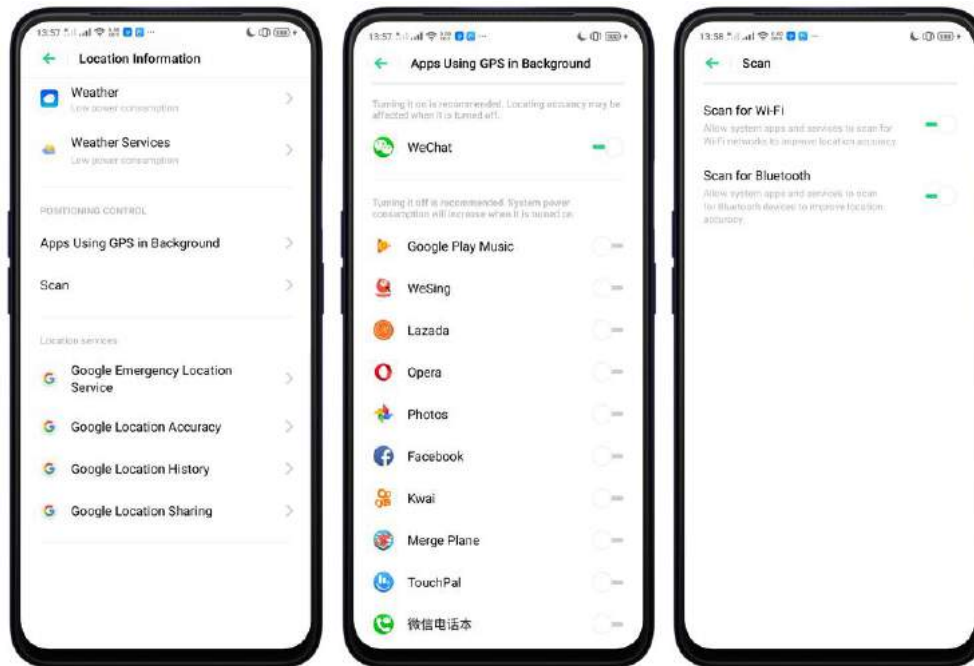 13:57
Location Information
Weather
Low power consumption
Weather Services
Low power consumption
POSITIONING CONTROL
Apps Using GPS in Background
Scan
Location services
Google Emergency Location
Service
Google Location Accuracy
Google Location History
Google Location Sharing
13:57
Apps Using GPS in Background
Turning it on is recommended. Locating accuracy may be
affected when it is turned off.
WeChat
Turning it off is recommended. System power
consumption will increase when it is turned on.
Google Play Music
WeSing
Lazada
Opera
Photos
Facebook
Kwai
Merge Plane
TouchPal
微信电话本
13:58
Scan
Scan for Wi-Fi
Allow system apps and services to scan for
Wi-Fi networks to improve location accuracy.
Scan for Bluetooth
Allow system apps and services to scan
for Bluetooth devices to improve location
accuracy.